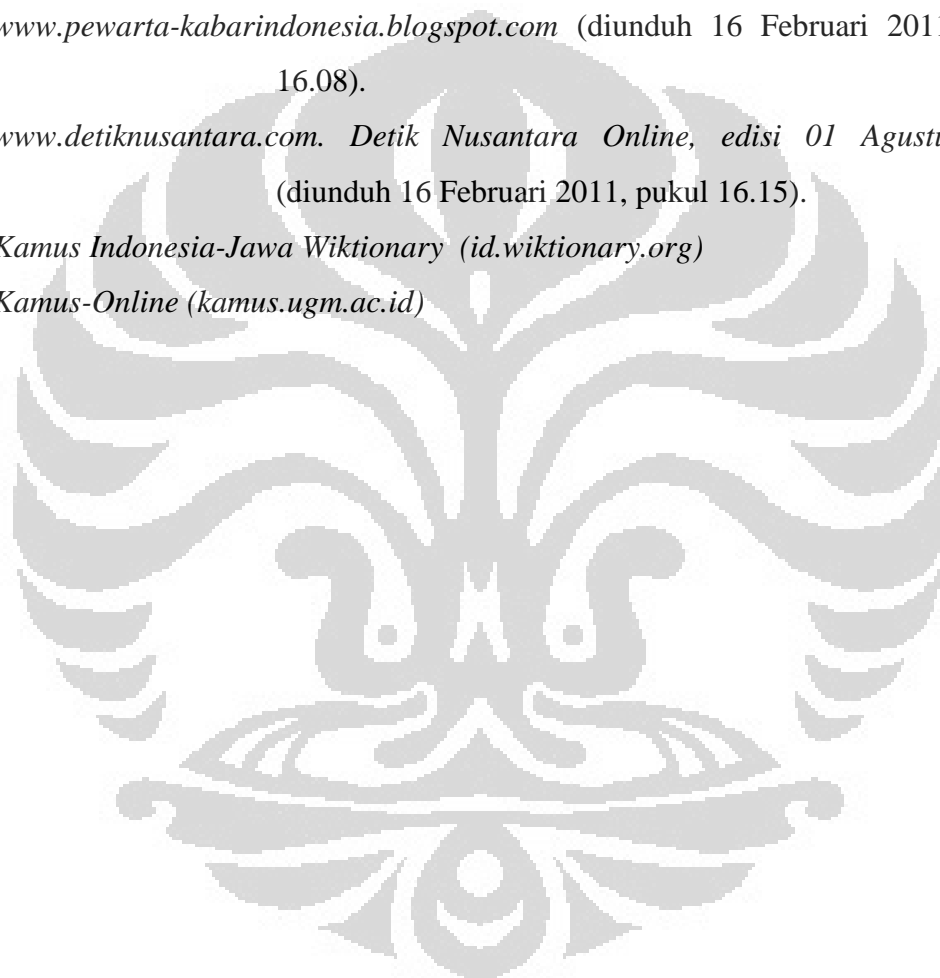 www.pewarta-kabarindonesia.blogspot.com (diunduh 16 Februari 2011
16.08).
www.detiknusantara.com. Detik Nusantara Online, edisi 01 Agustu
(diunduh 16 Februari 2011, pukul 16.15).
Kamus Indonesia-Jawa Wiktionary (id.wiktionary.org)
Kamus-Online (kamus.ugm.ac.id)